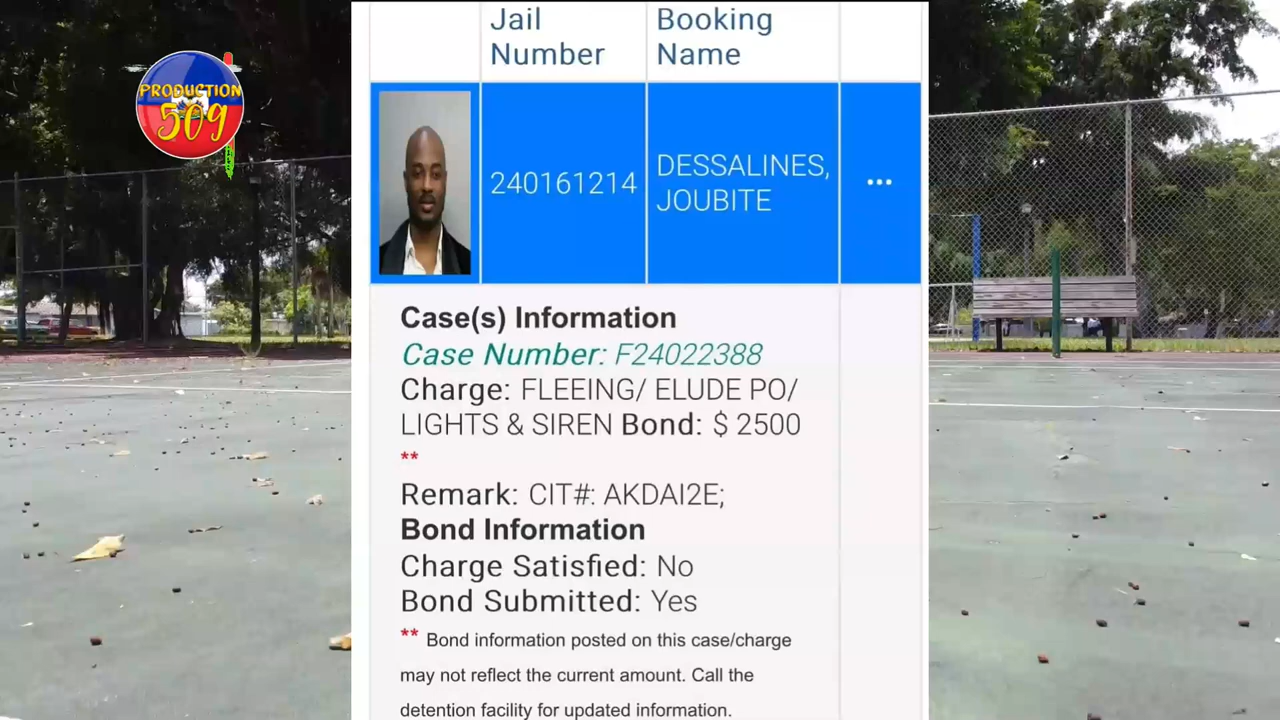 PRODUCTION
509
Jail
Number
Booking
Name
240161214
DESSALINES,
JOUBITE
...
Case(s) Information
Case Number: F24022388
Charge: FLEEING/ ELUDE PO/
LIGHTS & SIREN Bond: $ 2500
**
Remark: CIT#: AKDAI2E;
Bond Information
Charge Satisfied: No
Bond Submitted: Yes
** Bond information posted on this case/charge
may not reflect the current amount. Call the
detention facility for updated information.